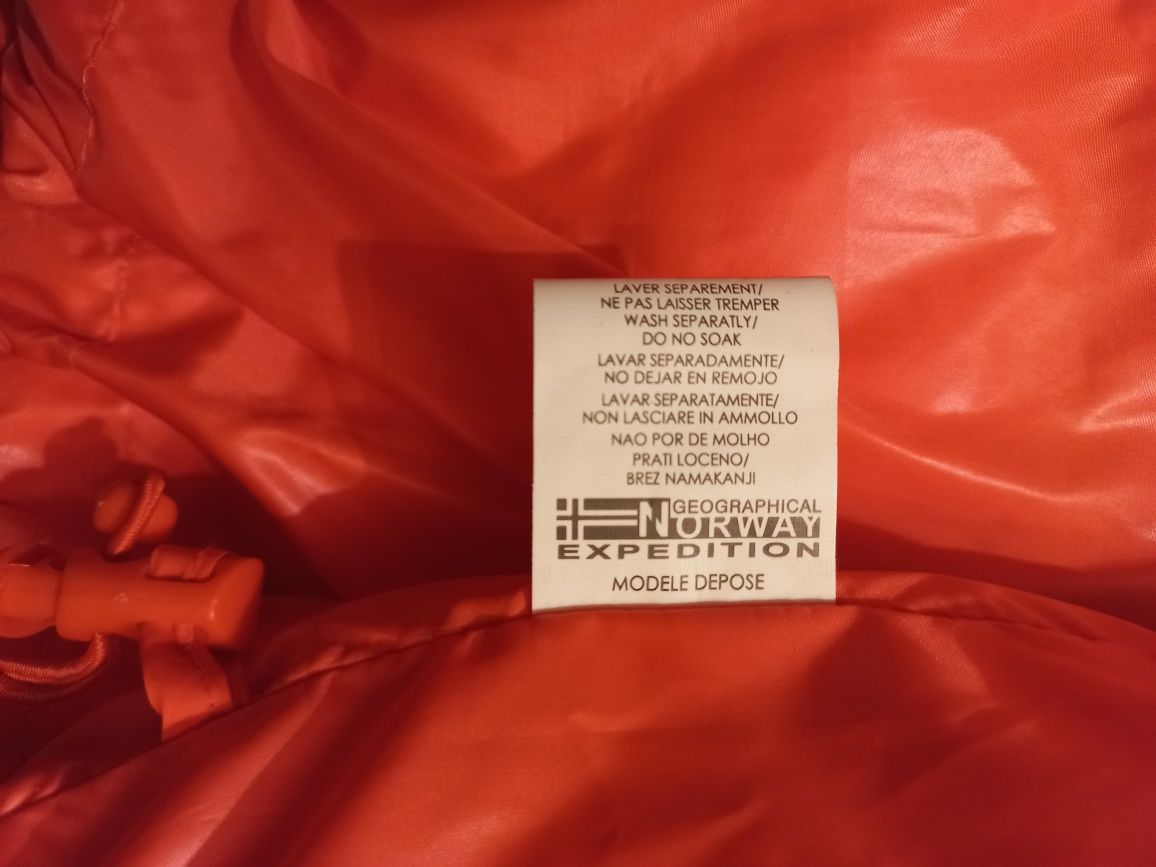 LAVER SEPAREMENT/
NE PAS LAISSER TREMPER
WASH SEPARATLY/
DO NO SOAK
LAVAR SEPARADAMENTE/
NO DEJAR EN REMOJO
LAVAR SEPARATAMENTE/
NON LASCIARE IN AMMOLLO
NAO POR DE MOLHO
PRATI LOCENO/
BREZ NAMAKANJI
GEOGRAPHICAL
NORWAY
EXPEDITION
MODELE DEPOSE